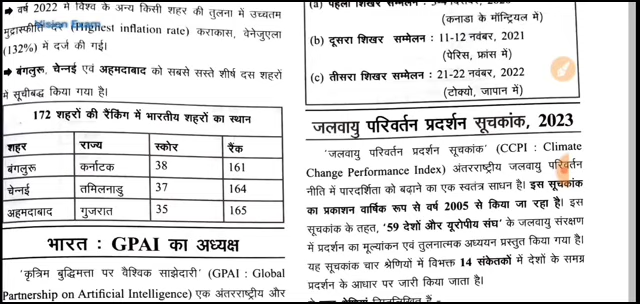 ➡ वर्ष 2022 में विश्व के अन्य किसी शहर की तुलना में उच्चतम
मुद्रास्फीति दर (Highest inflation rate) कराकास, वेनेजुएला
(132%) में दर्ज की गई।
➡ बंगलुरू, चेन्नई एवं अहमदाबाद को सबसे सस्ते शीर्ष दस शहरों
में सूचीबद्ध किया गया है।
172 शहरों की रैंकिंग में भारतीय शहरों का स्थान
शहर राज्य स्कोर रैंक
बंगलुरू कर्नाटक 38 161
चेन्नई तमिलनाडु 37 164
अहमदाबाद गुजरात 35 165
भारत : GPAI का अध्यक्ष
'कृत्रिम बुद्धिमत्ता पर वैश्विक साझेदारी' (GPAI : Global
Partnership on Artificial Intelligence) एक अंतरराष्ट्रीय और
(a) पहला शिखर सम्मेलन :
(कनाडा के मॉन्ट्रियल में)
(b) दूसरा शिखर सम्मेलन : 11-12 नवंबर, 2021
(पेरिस, फ्रांस में)
(c) तीसरा शिखर सम्मेलन : 21-22 नवंबर, 2022
(टोक्यो, जापान में)
जलवायु परिवर्तन प्रदर्शन सूचकांक, 2023
'जलवायु परिवर्तन प्रदर्शन सूचकांक' (CCPI : Climate
Change Performance Index) अंतरराष्ट्रीय जलवायु परिवर्तन
नीति में पारदर्शिता को बढ़ाने का एक स्वतंत्र साधन है। इस सूचकांक
का प्रकाशन वार्षिक रूप से वर्ष 2005 से किया जा रहा है। इस
सूचकांक के तहत, '59 देशों और यूरोपीय संघ' के जलवायु संरक्षण
में प्रदर्शन का मूल्यांकन एवं तुलनात्मक अध्ययन प्रस्तुत किया गया है।
यह सूचकांक चार श्रेणियों में विभक्त 14 संकेतकों में देशों के समग्र
प्रदर्शन के आधार पर जारी किया जाता है।